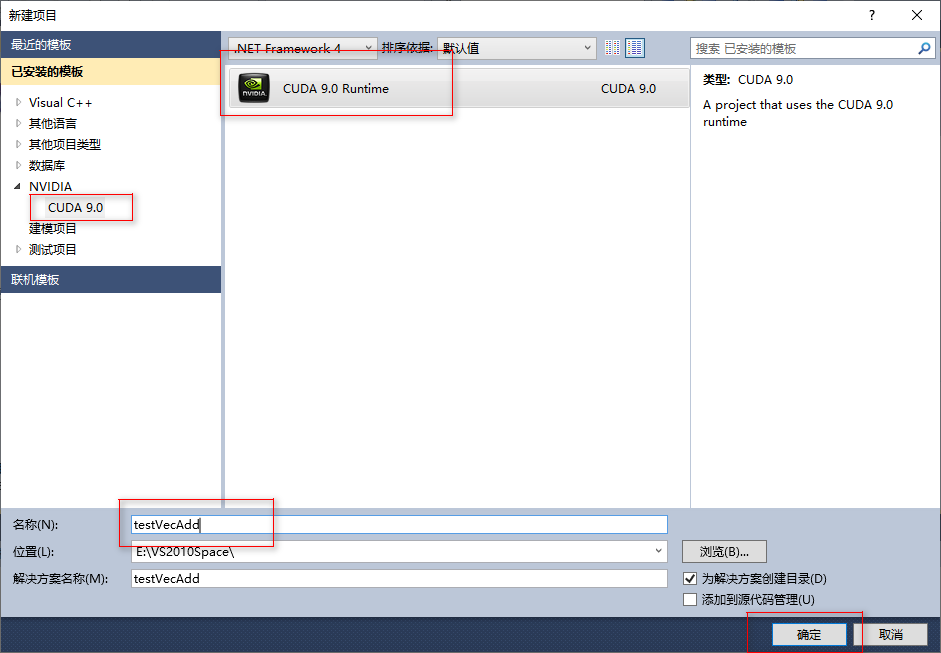 新建项目
?
最近的模板
.NET Framework 4
排序依据:
默认值
搜索 已安装的模板
已安装的模板
NVIDIA.
CUDA 9.0 Runtime
CUDA 9.0
类型: CUDA 9.0
A project that uses the CUDA 9.0
runtime
Visual C++
其他语言
其他项目类型
数据库
NVIDIA
CUDA 9.0
建模项目
测试项目
联机模板
名称(N):
testVecAdd
位置(L):
E:\VS2010Space\
浏览(B)...
解决方案名称(M):
testVecAdd
为解决方案创建目录(D)
添加到源代码管理(U)
确定
取消